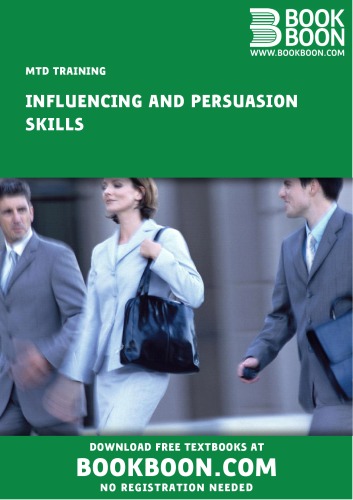 BOOK
BOON
WWW.BOOKBOON.COM
MTD TRAINING
INFLUENCING AND PERSUASION
SKILLS
DOWNLOAD FREE TEXTBOOKS AT
BOOKBOON.COM
NO REGISTRATION NEEDED